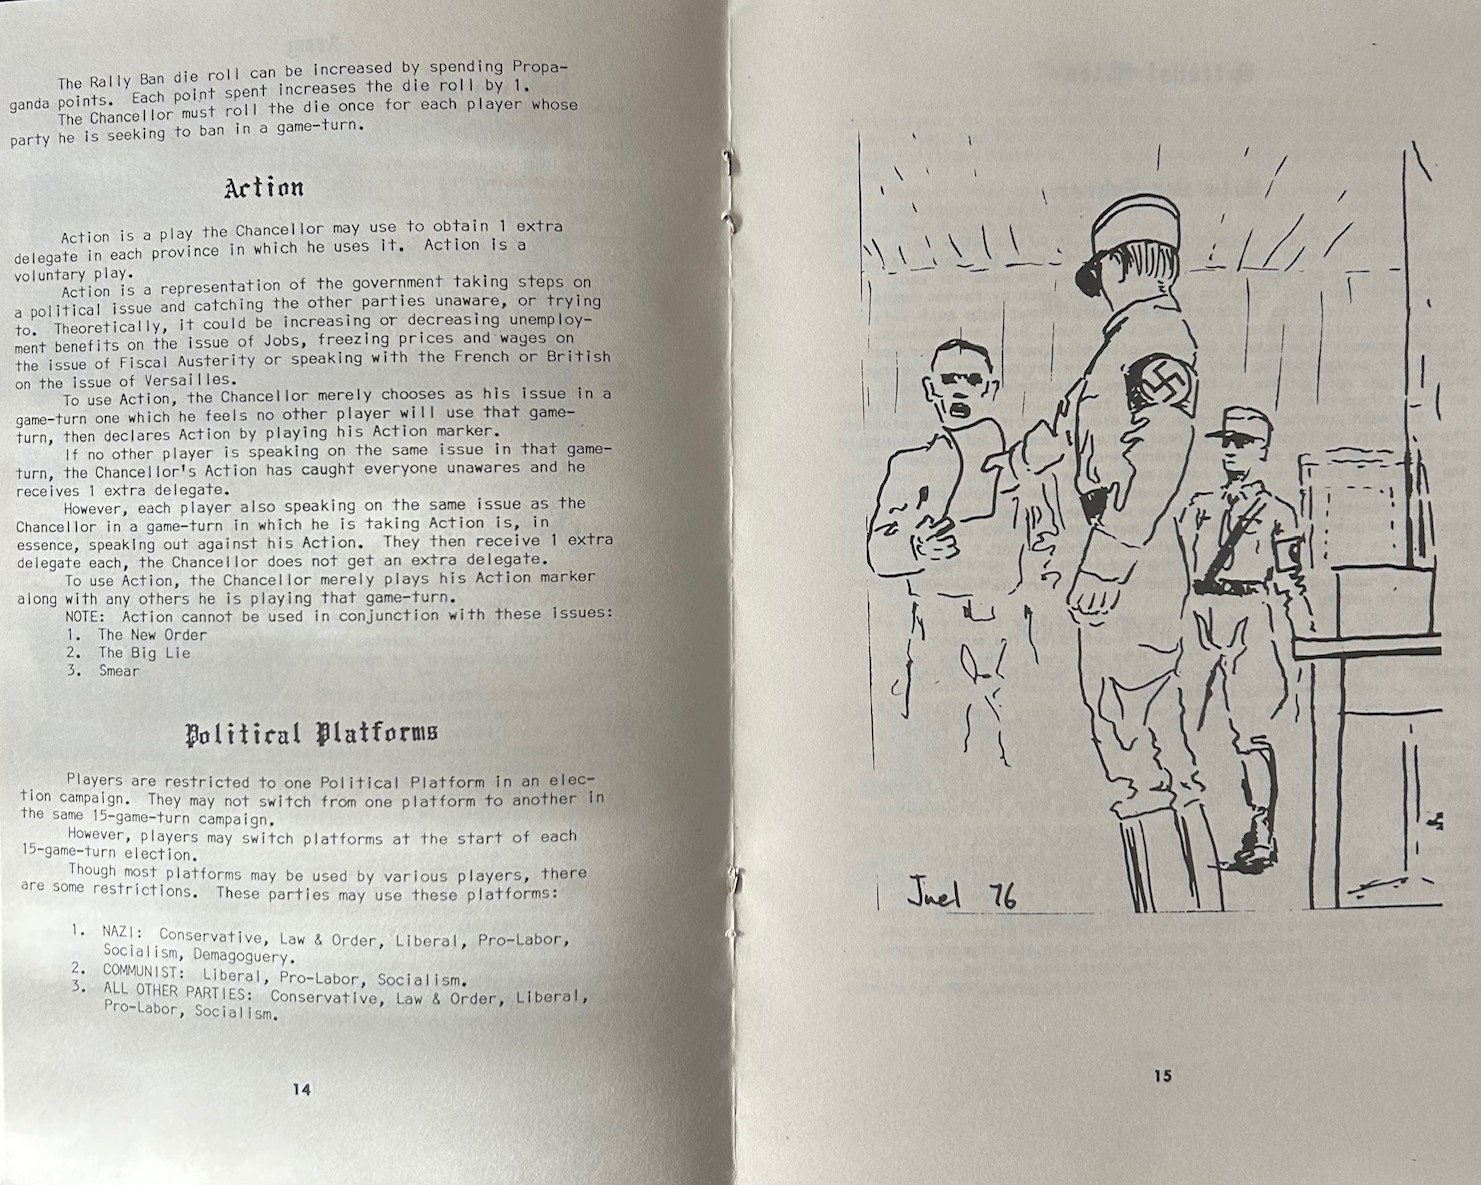 The Rally Ban die roll can be increased by spending Propa-
ganda points. Each point spent increases the die roll by 1.
The Chancellor must roll the die once for each player whose
party he is seeking to ban in a game-turn.
Action
Action is a play the Chancellor may use to obtain 1 extra
delegate in each province in which he uses it. Action is a
voluntary play.
Action is a representation of the government taking steps on
a political issue and catching the other parties unaware, or trying
to. Theoretically, it could be increasing or decreasing unemploy-
ment benefits on the issue of Jobs, freezing prices and wages on
the issue of Fiscal Austerity or speaking with the French or British
on the issue of Versailles.
To use Action, the Chancellor merely chooses as his issue in a
game-turn one which he feels no other player will use that game-
turn, then declares Action by playing his Action marker.
If no other player is speaking on the same issue in that game-
turn, the Chancellor's Action has caught everyone unawares and he
receives 1 extra delegate.
However, each player also speaking on the same issue as the
Chancellor in a game-turn in which he is taking Action is, in
essence, speaking out against his Action. They then receive 1 extra
delegate each, the Chancellor does not get an extra delegate.
To use Action, the Chancellor merely plays his Action marker
along with any others he is playing that game-turn.
NOTE: Action cannot be used in conjunction with these issues:
1. The New Order
2. The Big Lie
3. Smear
Political Platforms
Players are restricted to one Political Platform in an elec-
tion campaign. They may not switch from one platform to another in
the same 15-game-turn campaign.
However, players may switch platforms at the start of each
15-game-turn election.
Though most platforms may be used by various players, there
are some restrictions. These parties may use these platforms:
1. NAZI: Conservative, Law & Order, Liberal, Pro-Labor,
Socialism, Demagoguery.
2. COMMUNIST: Liberal, Pro-Labor, Socialism.
3. ALL OTHER PARTIES: Conservative, Law & Order, Liberal,
Pro-Labor, Socialism.
14
Juel 76
15